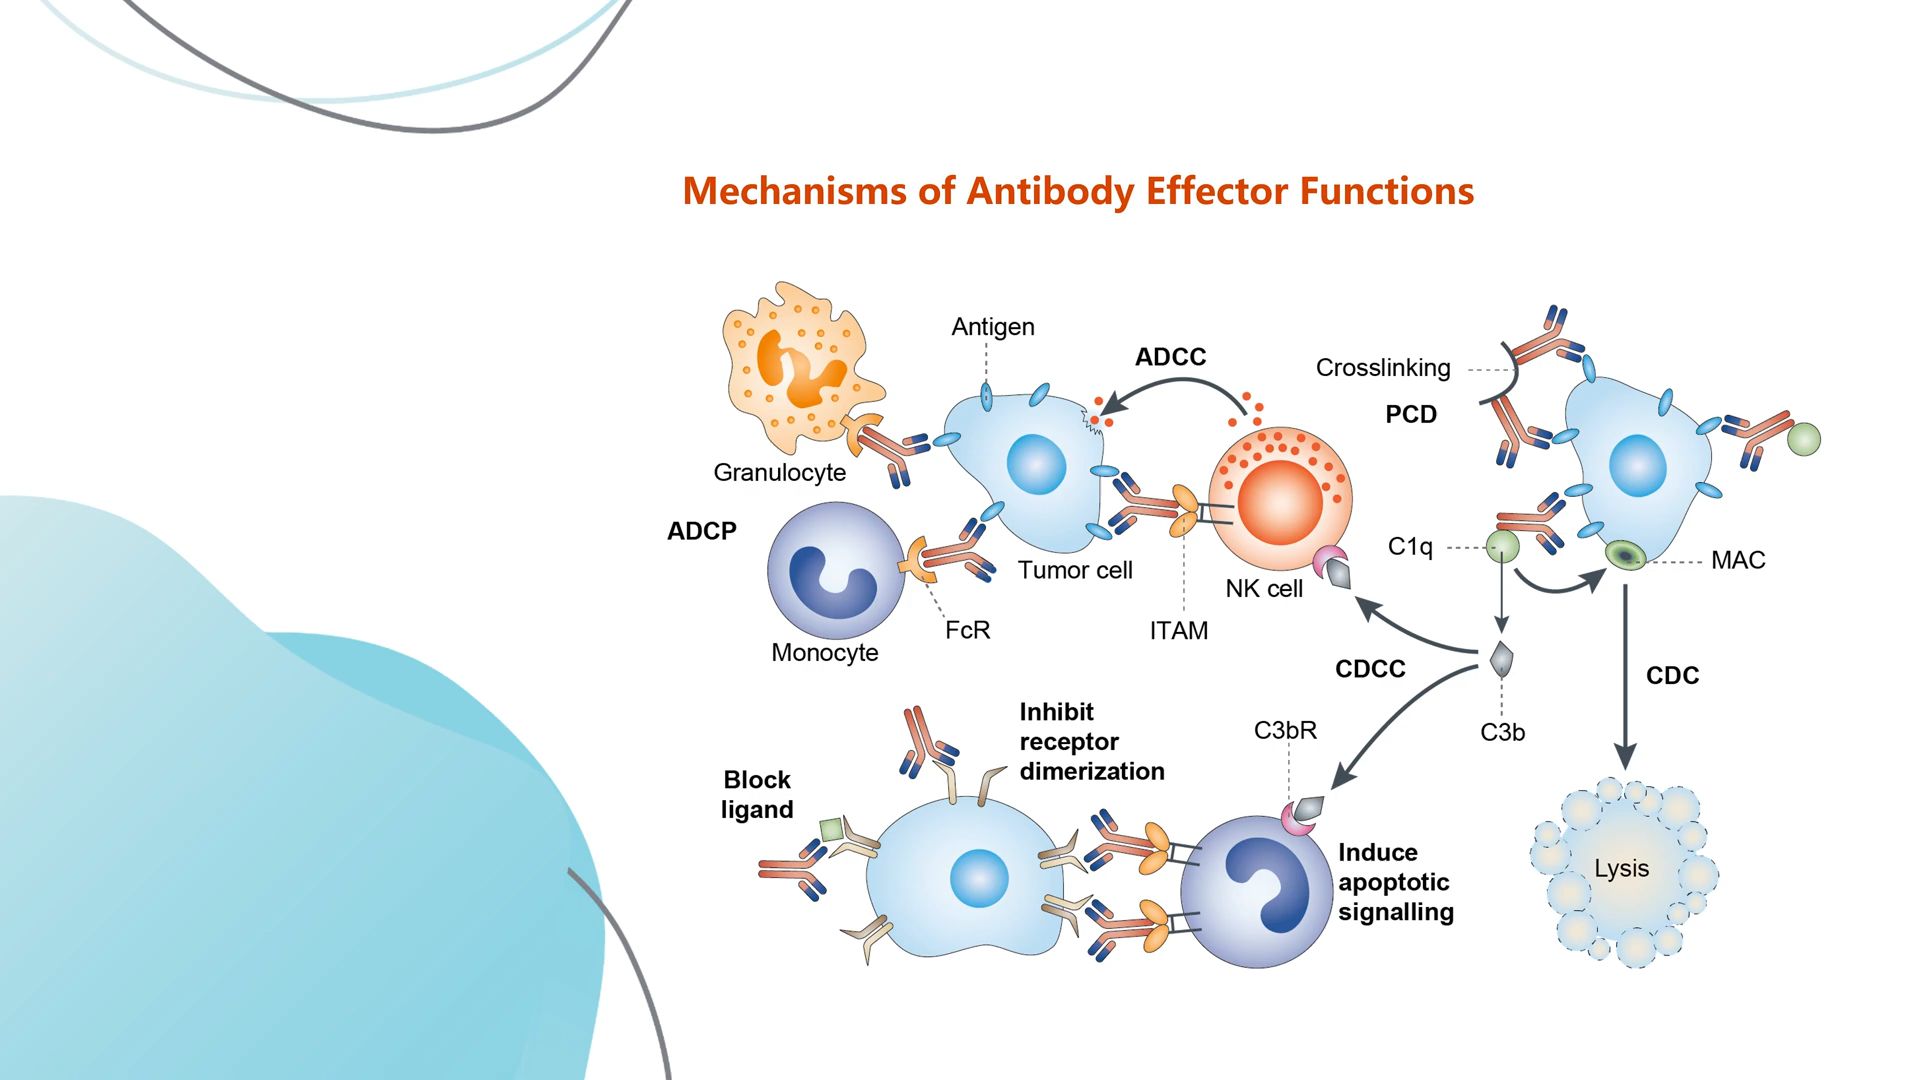 Mechanisms of Antibody Effector Functions
Antigen
ADCC
Crosslinking
PCD
Granulocyte
ADCP
C1q
MAC
Tumor cell
NK cell
FcR
ITAM
Monocyte
CDCC
CDC
C3bR
C3b
Inhibit
receptor
dimerization
Block
ligand
Induce
apoptotic
signalling
Lysis